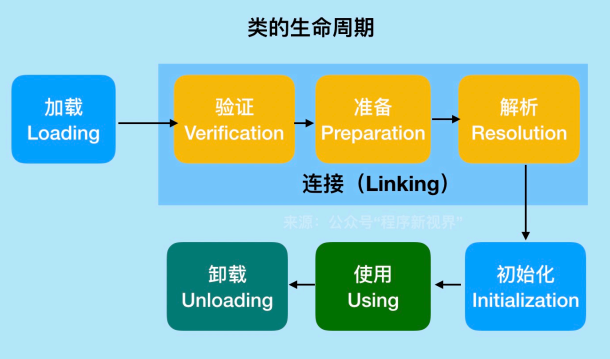 类的生命周期
加载
Loading
验证
Verification
准备
Preparation
解析
Resolution
连接（Linking）
来源：公众号“程序新视界”
卸载
Unloading
使用
Using
初始化
Initialization